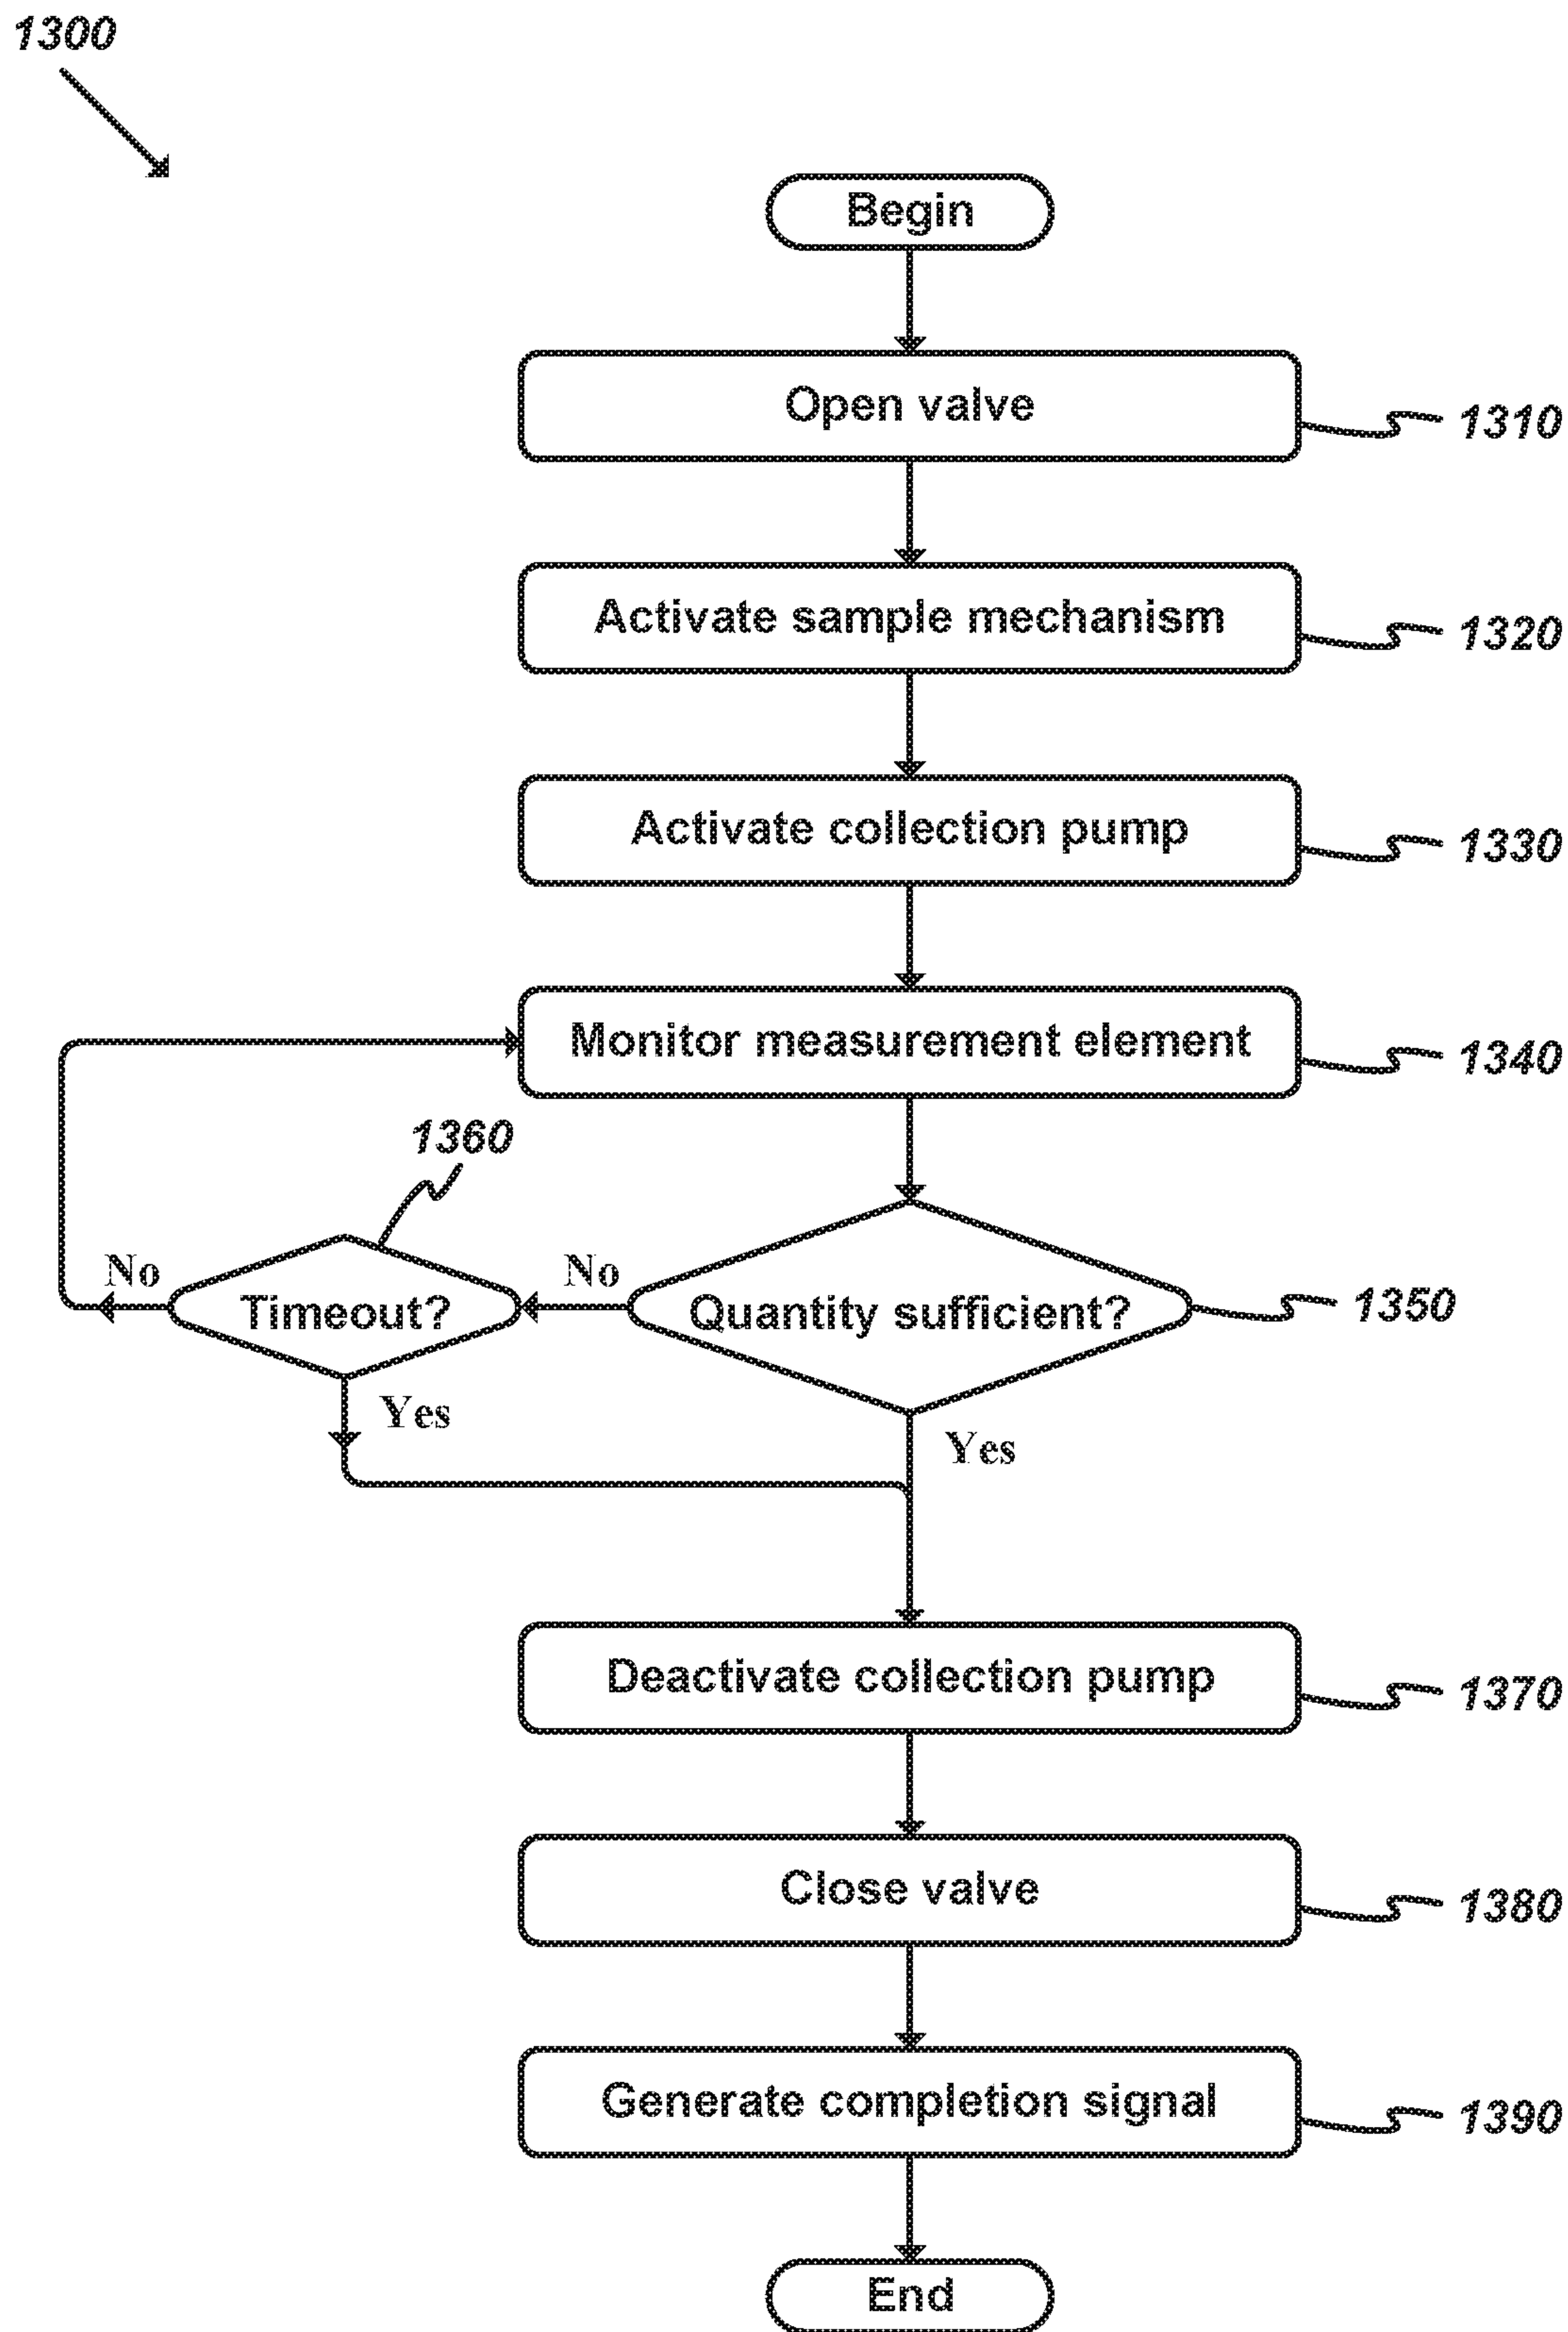 1300
Begin
Open valve
1310
Activate sample mechanism
1320
Activate collection pump
1330
Monitor measurement element
1340
1360
No
Timeout?
No
Quantity sufficient?
1350
Yes
Yes
Deactivate collection pump
1370
Close valve
1380
Generate completion signal
1390
End